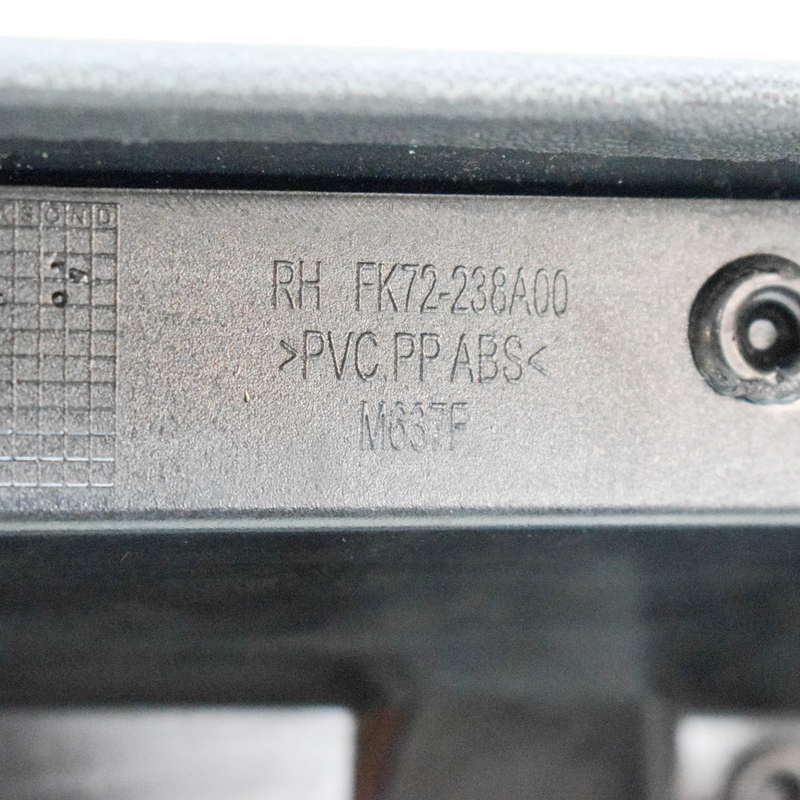 A S O N D
RH FK72-238A00
>PVC.PP.ABS<
M637F